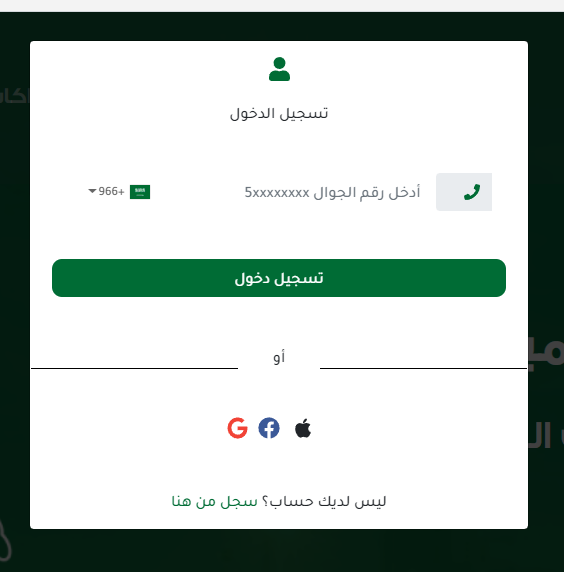 تسجيل الدخول
أدخل رقم الجوال 5xxxxxxxx
+966
تسجيل دخول
أو
ليس لديك حساب؟ سجل من هنا